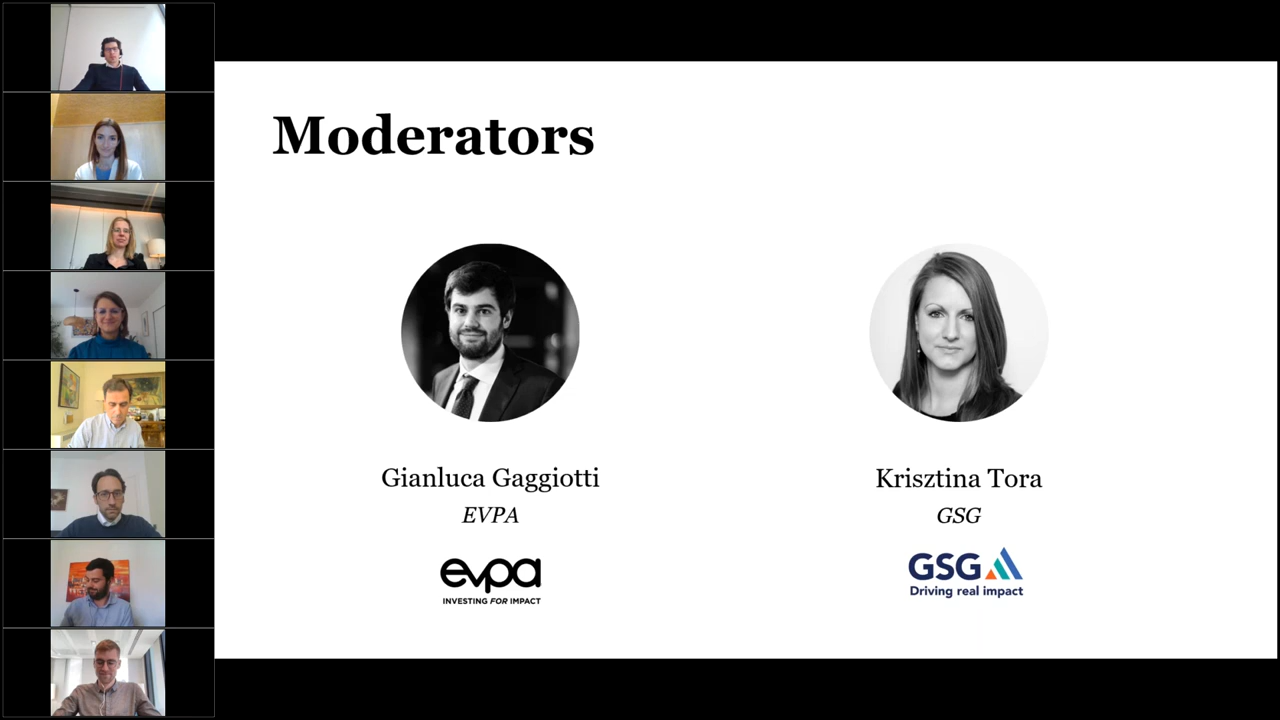 Moderators
Gianluca Gaggiotti
EVPA
evpa
INVESTING FOR IMPACT
Krisztina Tora
GSG
GSG
Driving real impact